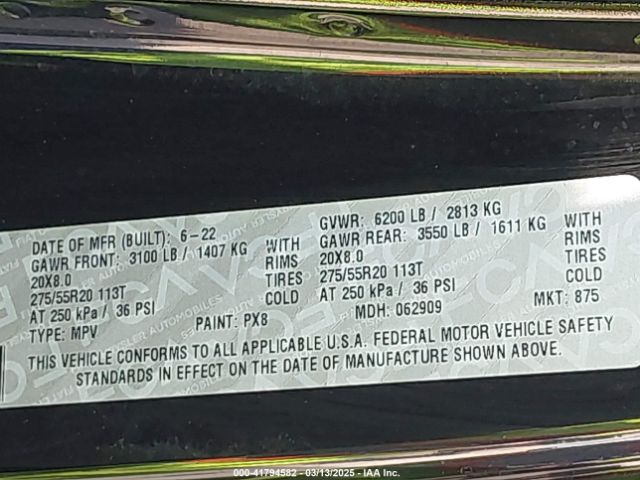 DATE OF MFR (BUILT): 6-22 GVWR: 6200 LB / 2813 KG
GAWR FRONT: 3100 LB / 1407 KG WITH GAWR REAR: 3550 LB / 1611 KG WITH
20X8.0 RIMS 20X8.0 RIMS
275/55R20 113T TIRES 275/55R20 113T TIRES
AT 250 kPa / 36 PSI COLD AT 250 kPa / 36 PSI COLD
TYPE: MPV PAINT: PX8 MDH: 062909 MKT: 875
THIS VEHICLE CONFORMS TO ALL APPLICABLE U.S.A. FEDERAL MOTOR VEHICLE SAFETY
STANDARDS IN EFFECT ON THE DATE OF MANUFACTURE SHOWN ABOVE.
000-41794582 - 03/13/2025 - IAA Inc.